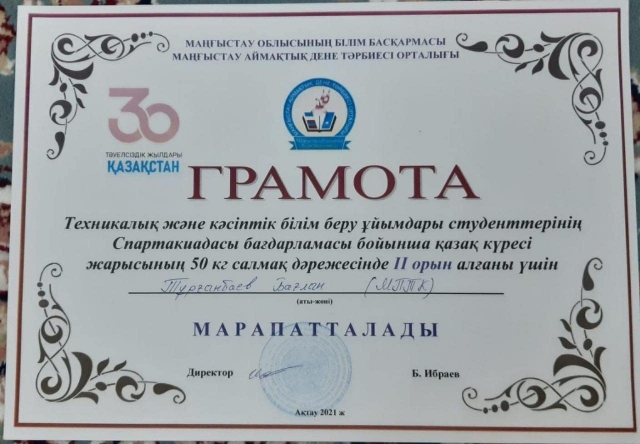 МАҢҒЫСТАУ ОБЛЫСЫНЫҢ БІЛІМ БАСҚАРМАСЫ
МАҢҒЫСТАУ АЙМАҚТЫҚ ДЕНЕ ТӘРБИЕСІ ОРТАЛЫҒЫ
30
ТӘУЕЛСІЗДІК ЖЫЛДАРЫ
ҚАЗАҚСТАН
ГРАМОТА
Техникалық және кәсіптік білім беру ұйымдары студенттерінің
Спартакиадасы бағдарламасы бойынша қазақ күресі
жарысының 50 кг салмақ дәрежесінде II орын алғаны үшін
Турганбаев Бағлан (МПТК)
(аты-жөні)
МАРАПАТТАЛАДЫ
Директор Б. Ибраев
Ақтау 2021 ж